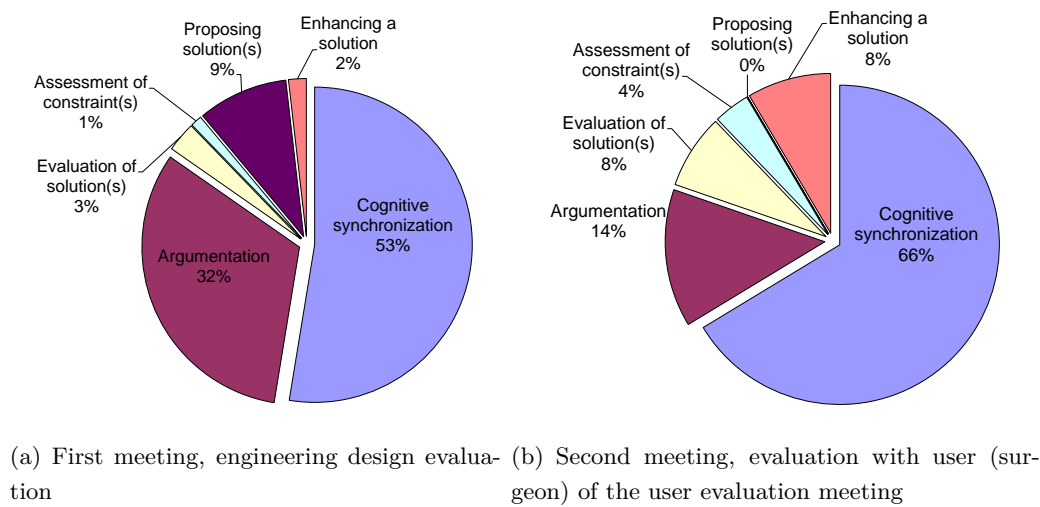 Proposing
solution(s)
9%
Enhancing a
solution
2%
Assessment of
constraint(s)
1%
Evaluation of
solution(s)
3%
Argumentation
32%
Cognitive
synchronization
53%
Proposing
solution(s)
0%
Enhancing a
solution
8%
Assessment of
constraint(s)
4%
Evaluation of
solution(s)
8%
Argumentation
14%
Cognitive
synchronization
66%
(a) First meeting, engineering design evalua-
tion
(b) Second meeting, evaluation with user (sur-
geon) of the user evaluation meeting